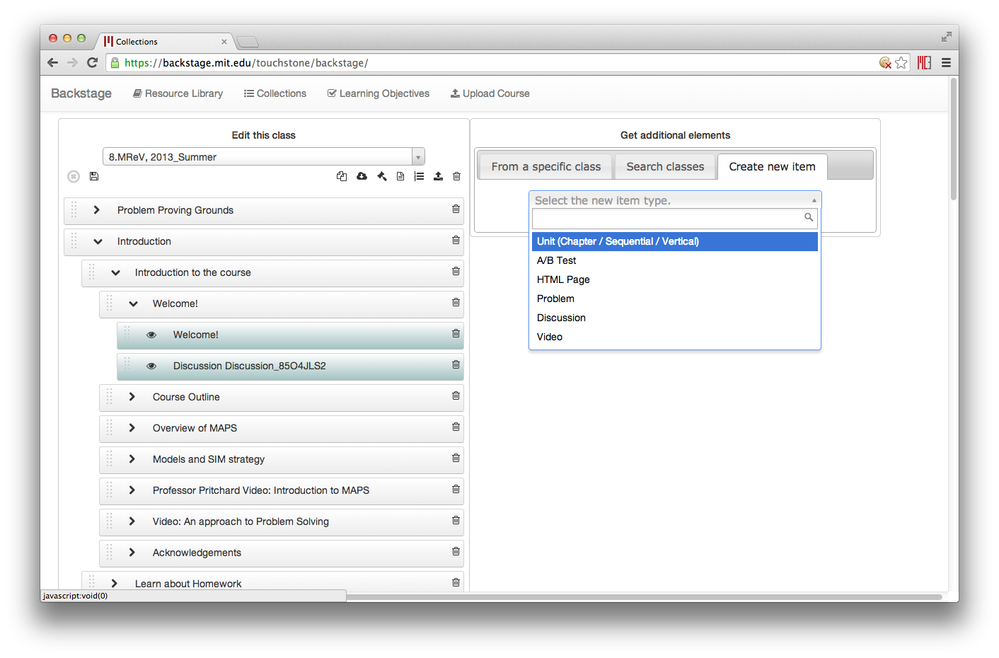 Collections
https://backstage.mit.edu/touchstone/backstage/
Backstage
Resource Library
Collections
Learning Objectives
Upload Course
Edit this class
8.MReV, 2013_Summer
Problem Proving Grounds
Introduction
Introduction to the course
Welcome!
Welcome!
Discussion Discussion_85O4JLS2
Course Outline
Overview of MAPS
Models and SIM strategy
Professor Pritchard Video: Introduction to MAPS
Video: An approach to Problem Solving
Acknowledgements
Learn about Homework
javascript:void(0)
Get additional elements
From a specific class
Search classes
Create new item
Select the new item type.
Unit (Chapter / Sequential / Vertical)
A/B Test
HTML Page
Problem
Discussion
Video